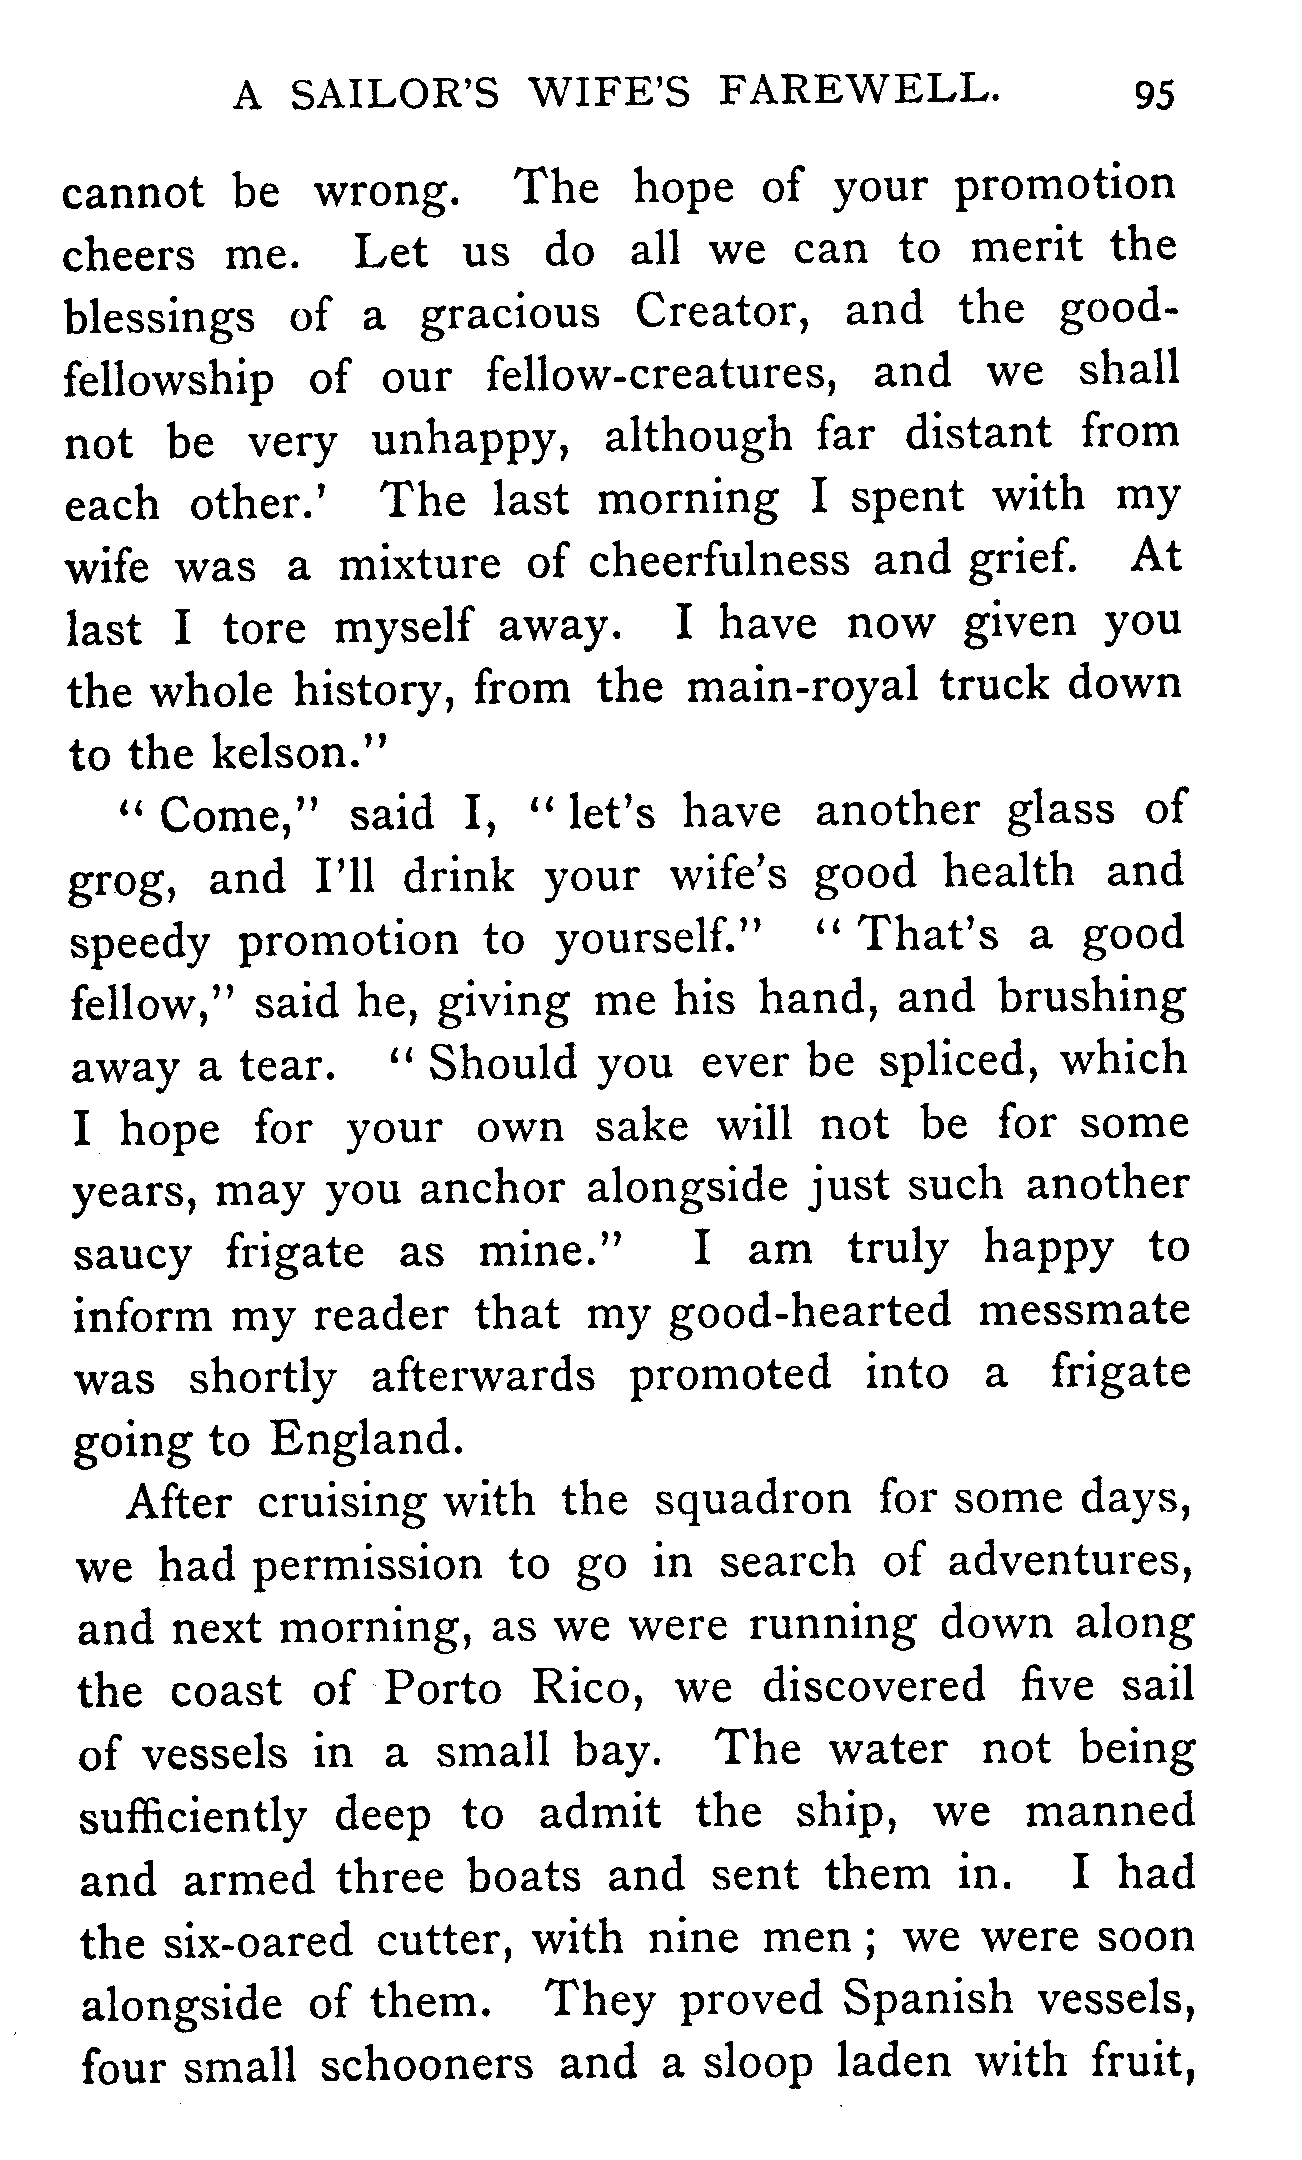 A SAILOR'S WIFE'S FAREWELL. 95
cannot be wrong. The hope of your promotion
cheers me. Let us do all we can to merit the
blessings of a gracious Creator, and the good-
fellowship of our fellow-creatures, and we shall
not be very unhappy, although far distant from
each other.' The last morning I spent with my
wife was a mixture of cheerfulness and grief. At
last I tore myself away. I have now given you
the whole history, from the main-royal truck down
to the kelson."
" Come," said I, " let's have another glass of
grog, and I'll drink your wife's good health and
speedy promotion to yourself." " That's a good
fellow," said he, giving me his hand, and brushing
away a tear. " Should you ever be spliced, which
I hope for your own sake will not be for some
years, may you anchor alongside just such another
saucy frigate as mine." I am truly happy to
inform my reader that my good-hearted messmate
was shortly afterwards promoted into a frigate
going to England.
After cruising with the squadron for some days,
we had permission to go in search of adventures,
and next morning, as we were running down along
the coast of Porto Rico, we discovered five sail
of vessels in a small bay. The water not being
sufficiently deep to admit the ship, we manned
and armed three boats and sent them in. I had
the six-oared cutter, with nine men ; we were soon
alongside of them. They proved Spanish vessels,
four small schooners and a sloop laden with fruit,